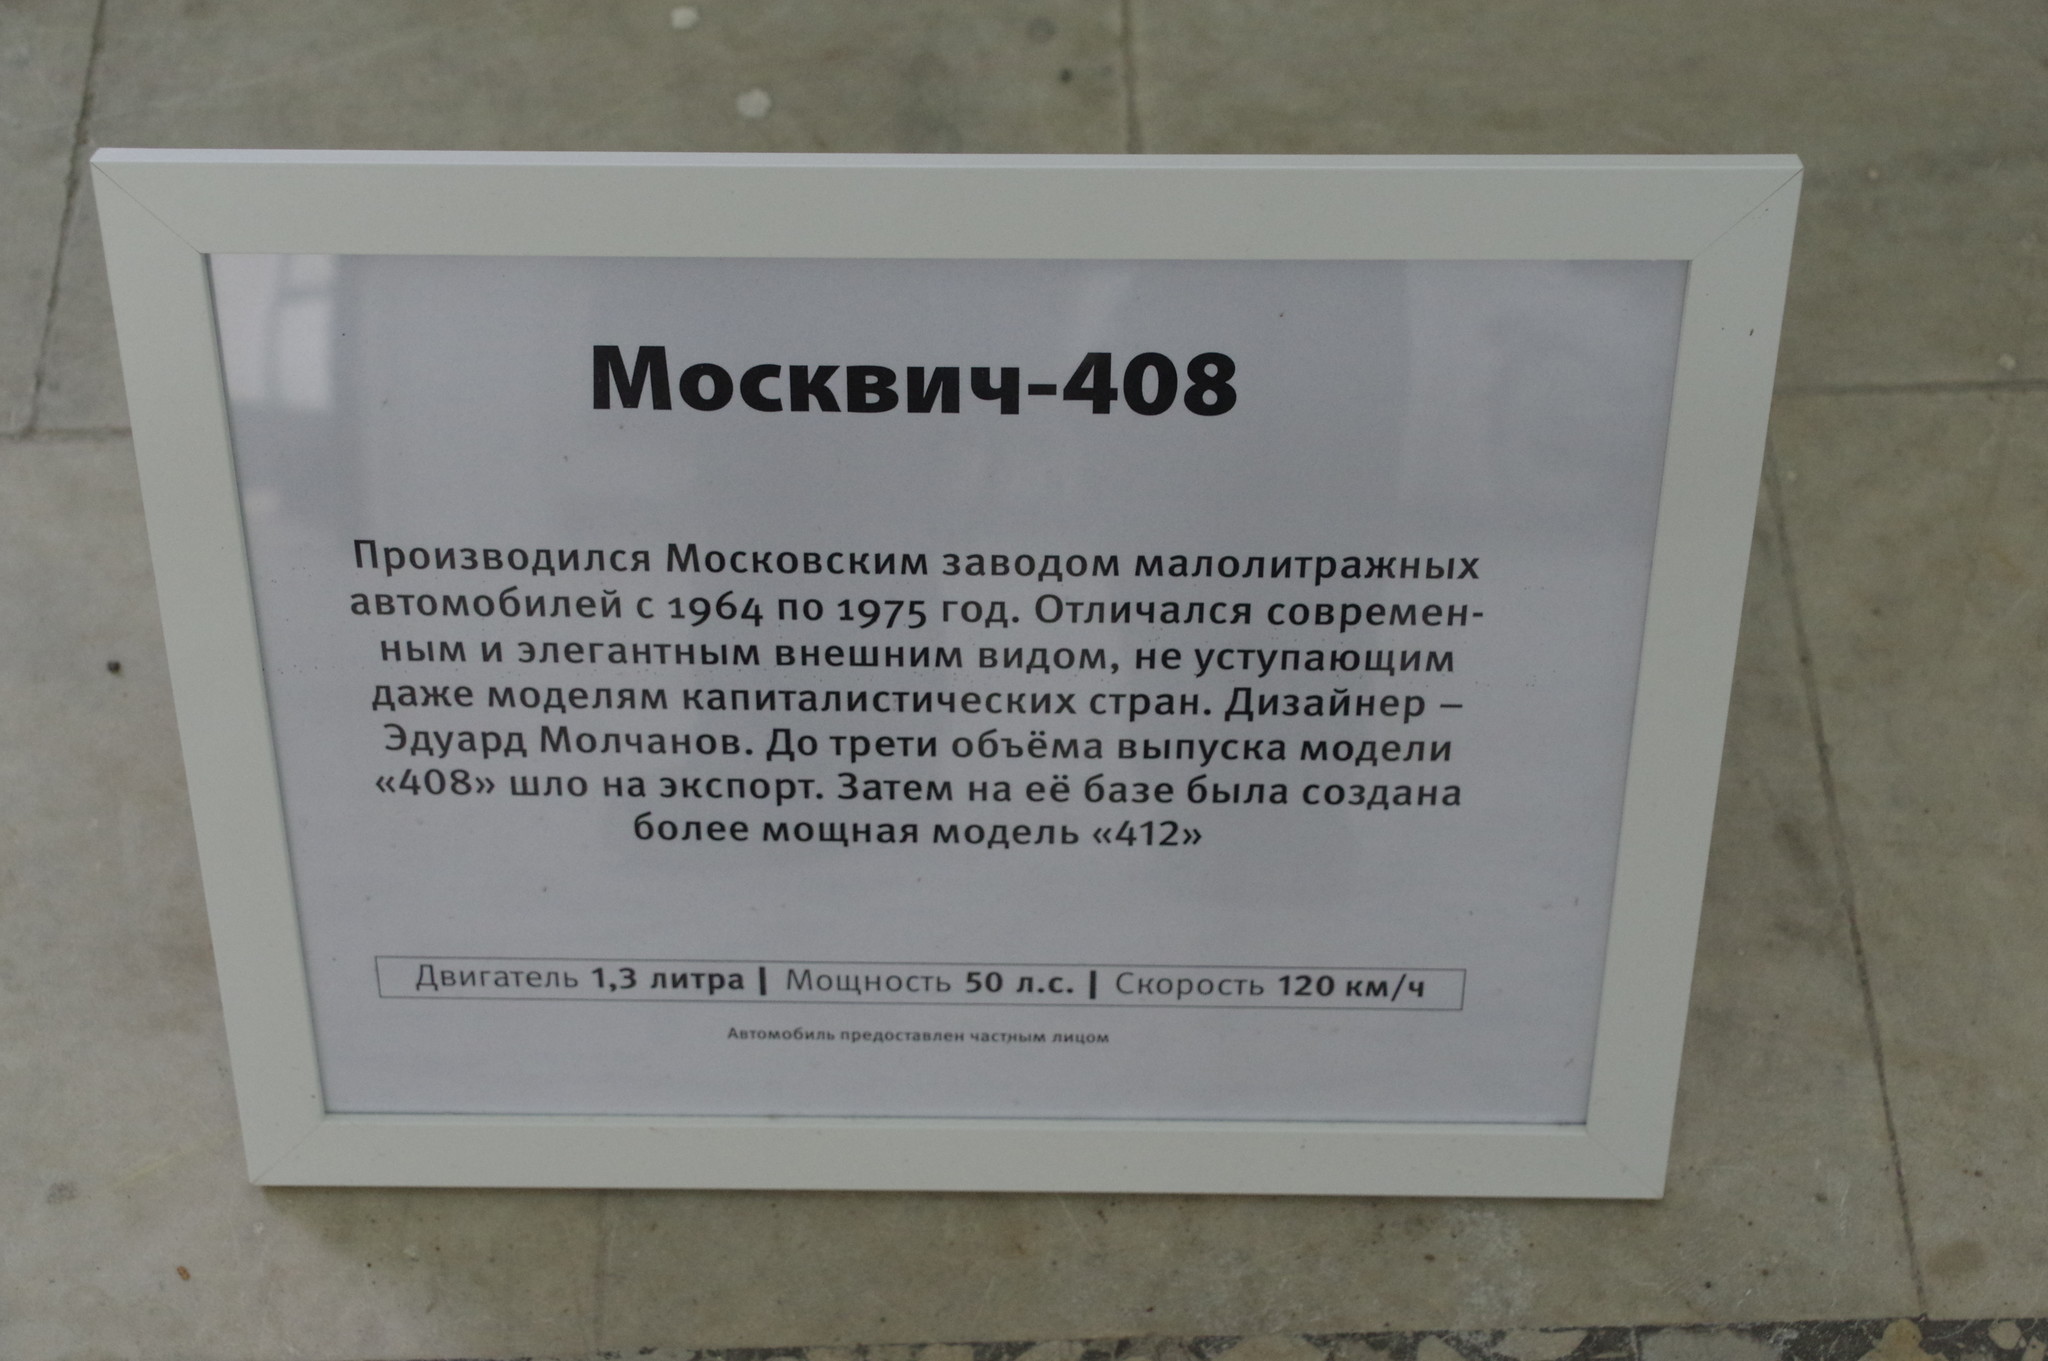 Москвич-408
Производился Московским заводом малолитражных
автомобилей с 1964 по 1975 год. Отличался современ-
ным и элегантным внешним видом, не уступающим
даже моделям капиталистических стран. Дизайнер –
Эдуард Молчанов. До трети объёма выпуска модели
«408» шло на экспорт. Затем на её базе была создана
более мощная модель «412»
Двигатель 1,3 литра | Мощность 50 л.с. | Скорость 120 км/ч
Автомобиль предоставлен частным лицом